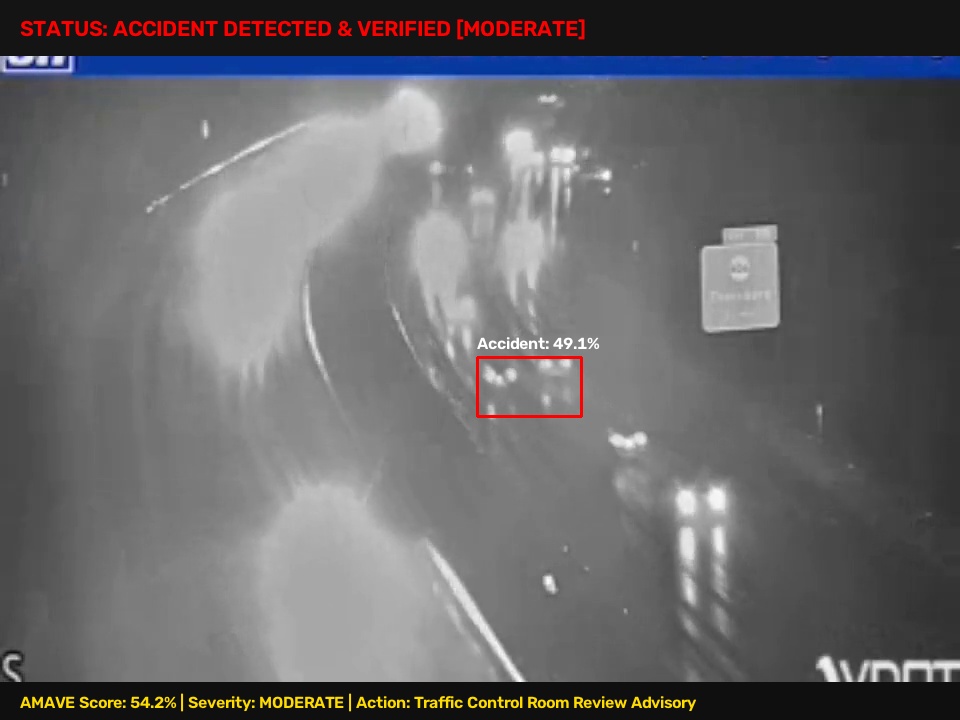 STATUS: ACCIDENT DETECTED & VERIFIED [MODERATE]
Accident: 49.1%
AMAVE Score: 54.2% | Severity: MODERATE | Action: Traffic Control Room Review Advisory